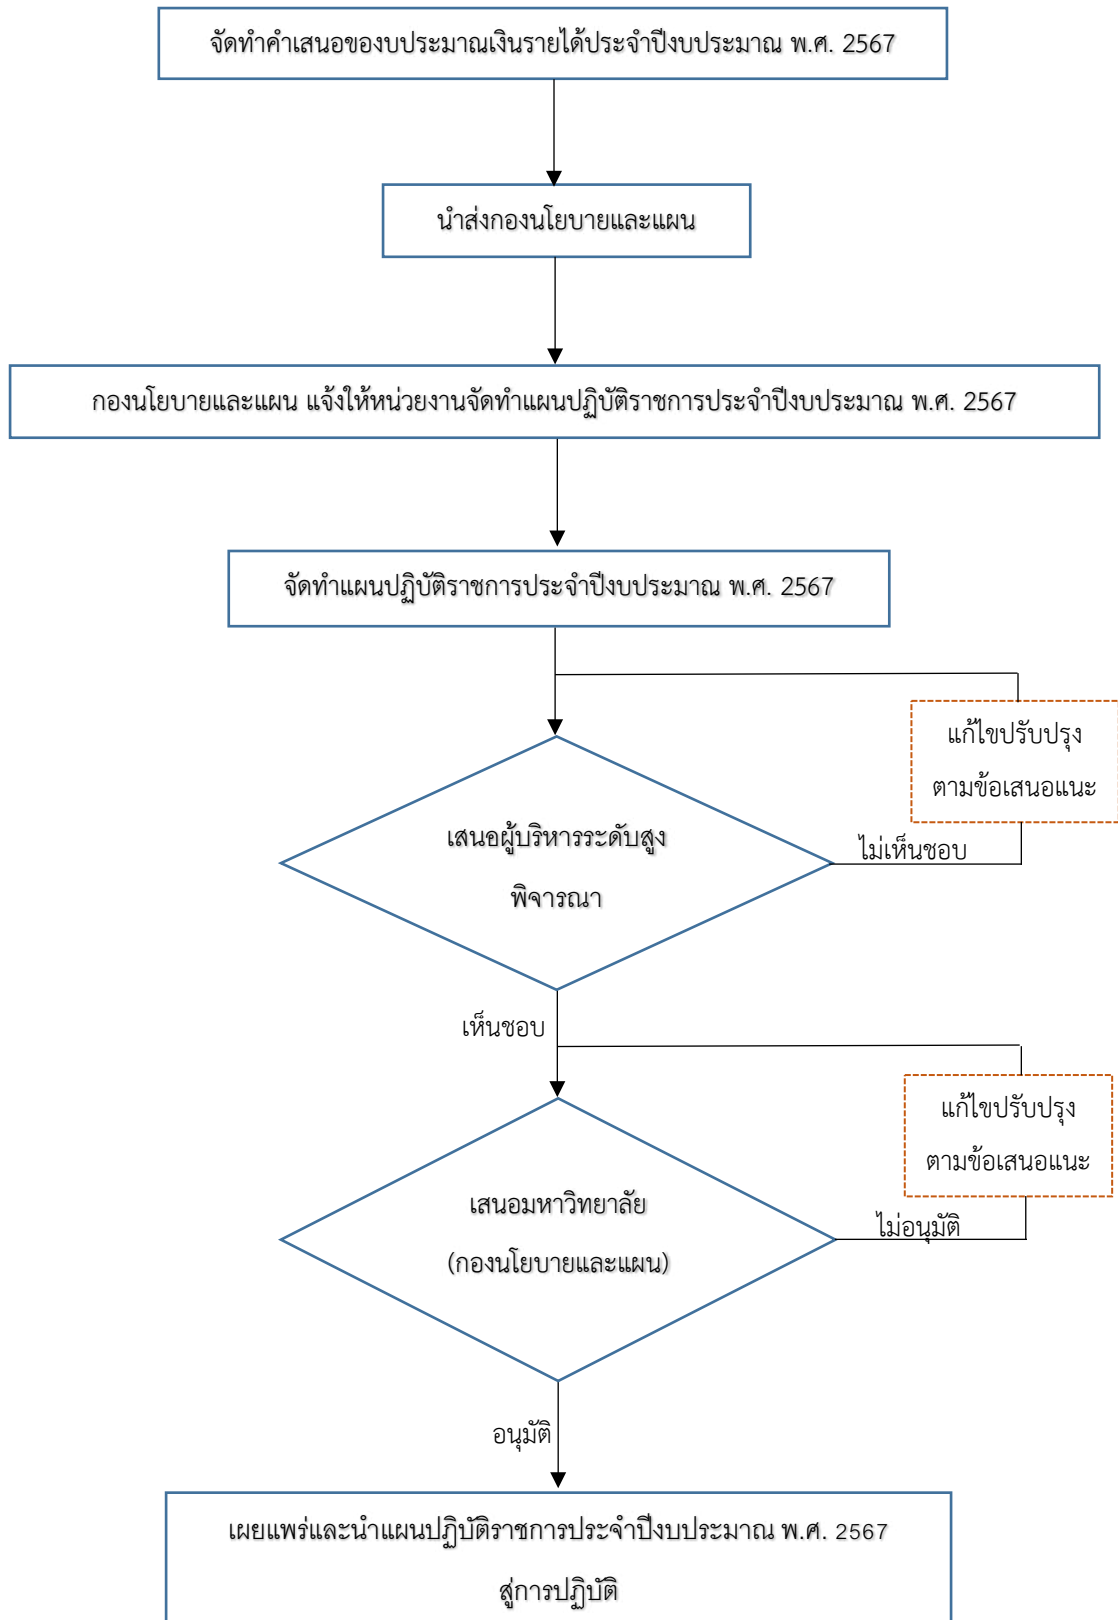 จัดทำคำเสนอของบประมาณเงินรายได้ประจำปีงบประมาณ พ.ศ. 2567
นำส่งกองนโยบายและแผน
กองนโยบายและแผน แจ้งให้หน่วยงานจัดทำแผนปฏิบัติราชการประจำปีงบประมาณ พ.ศ. 2567
จัดทำแผนปฏิบัติราชการประจำปีงบประมาณ พ.ศ. 2567
แก้ไขปรับปรุง
ตามข้อเสนอแนะ
เสนอผู้บริหารระดับสูง
พิจารณา
ไม่เห็นชอบ
เห็นชอบ
แก้ไขปรับปรุง
ตามข้อเสนอแนะ
เสนอมหาวิทยาลัย
(กองนโยบายและแผน)
ไม่อนุมัติ
อนุมัติ
เผยแพร่และนำแผนปฏิบัติราชการประจำปีงบประมาณ พ.ศ. 2567
สู่การปฏิบัติ